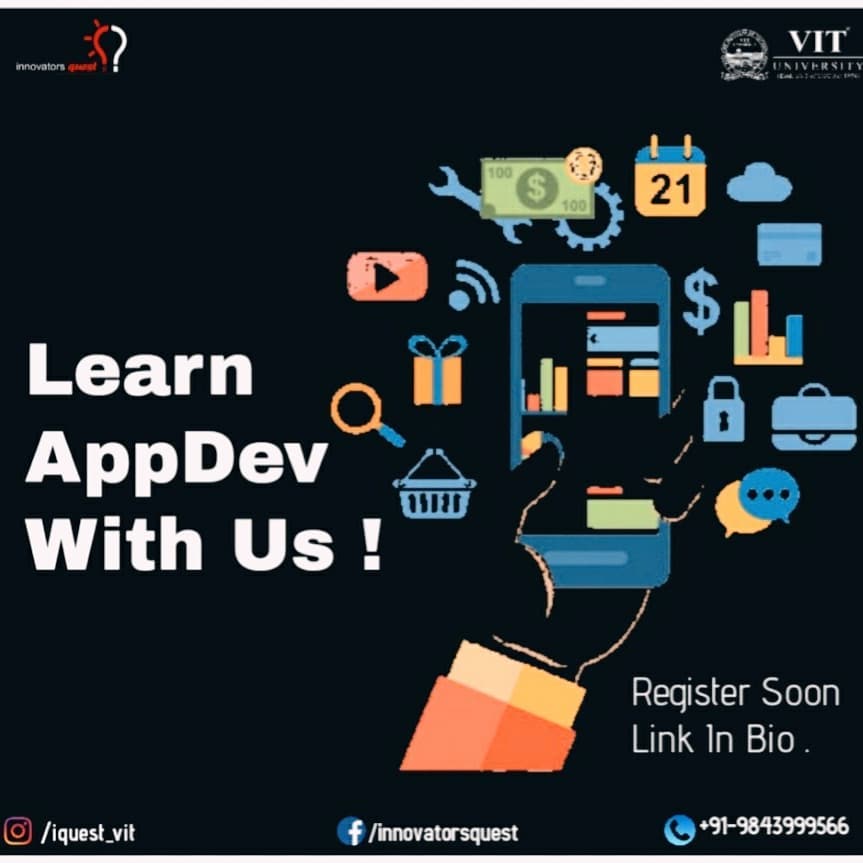 innovators quest
VIT
UNIVERSITY
100
$
100
21
$
Learn
AppDev
With Us !
Register Soon
Link In Bio .
/iquest_vit
/innovatorsquest
+91-9843999566